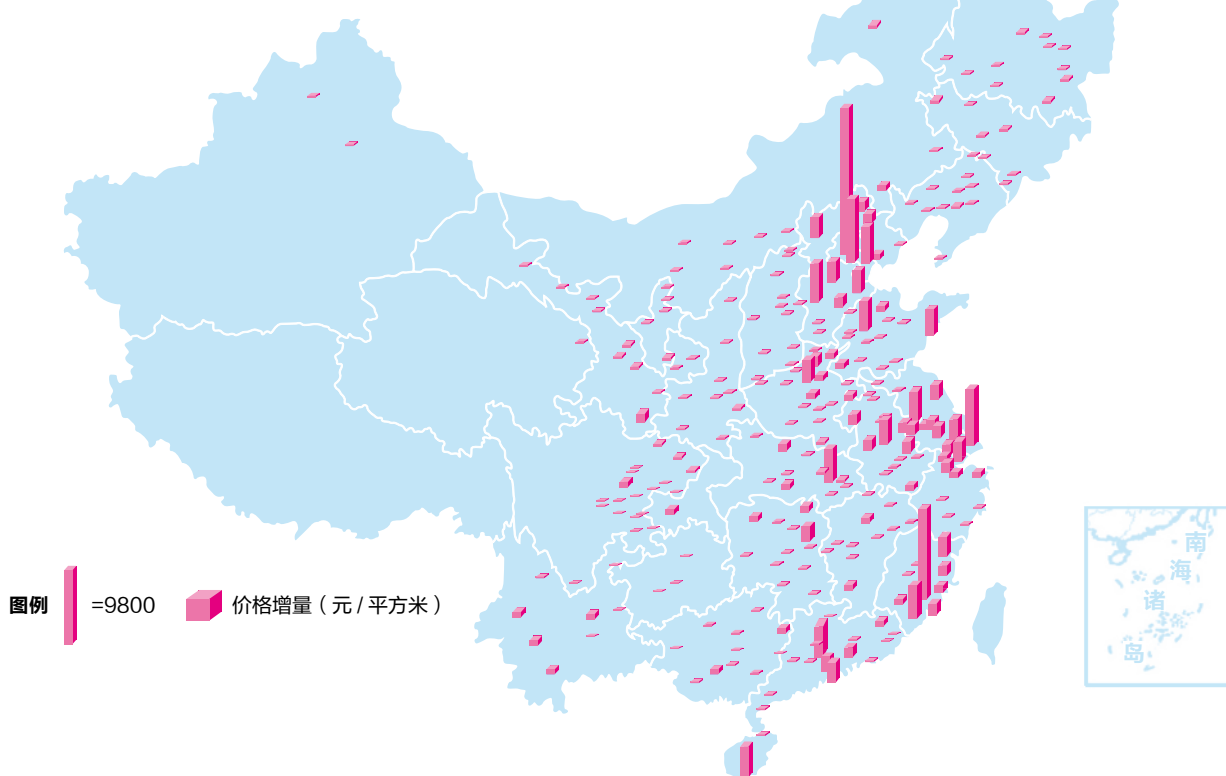 图例
=9800
价格增量（元 / 平方米 ）
南
海
诸
岛